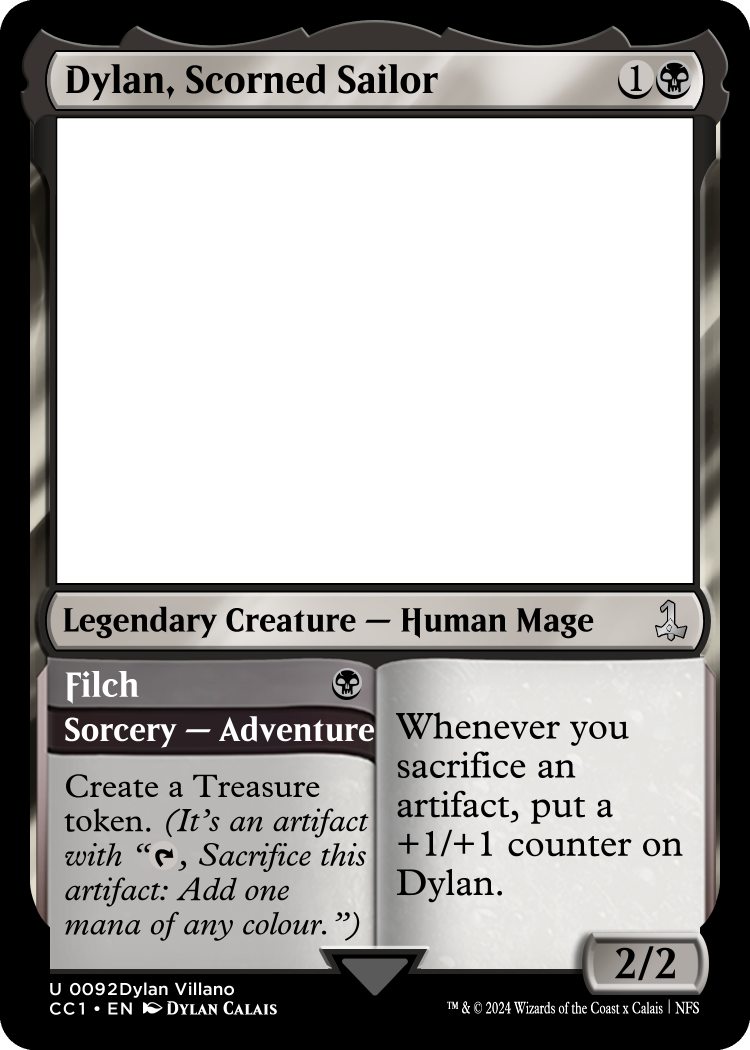 Dylan, Scorned Sailor 1
Legendary Creature — Human Mage
Filch
Sorcery — Adventure
Create a Treasure
token. (It's an artifact
with “, Sacrifice this
artifact: Add one
mana of any colour.”)
Whenever you
sacrifice an
artifact, put a
+1/+1 counter on
Dylan.
2/2
U 0092Dylan Villano
CC1 • EN DYLAN CALAIS
™ & © 2024 Wizards of the Coast x Calais | NFS